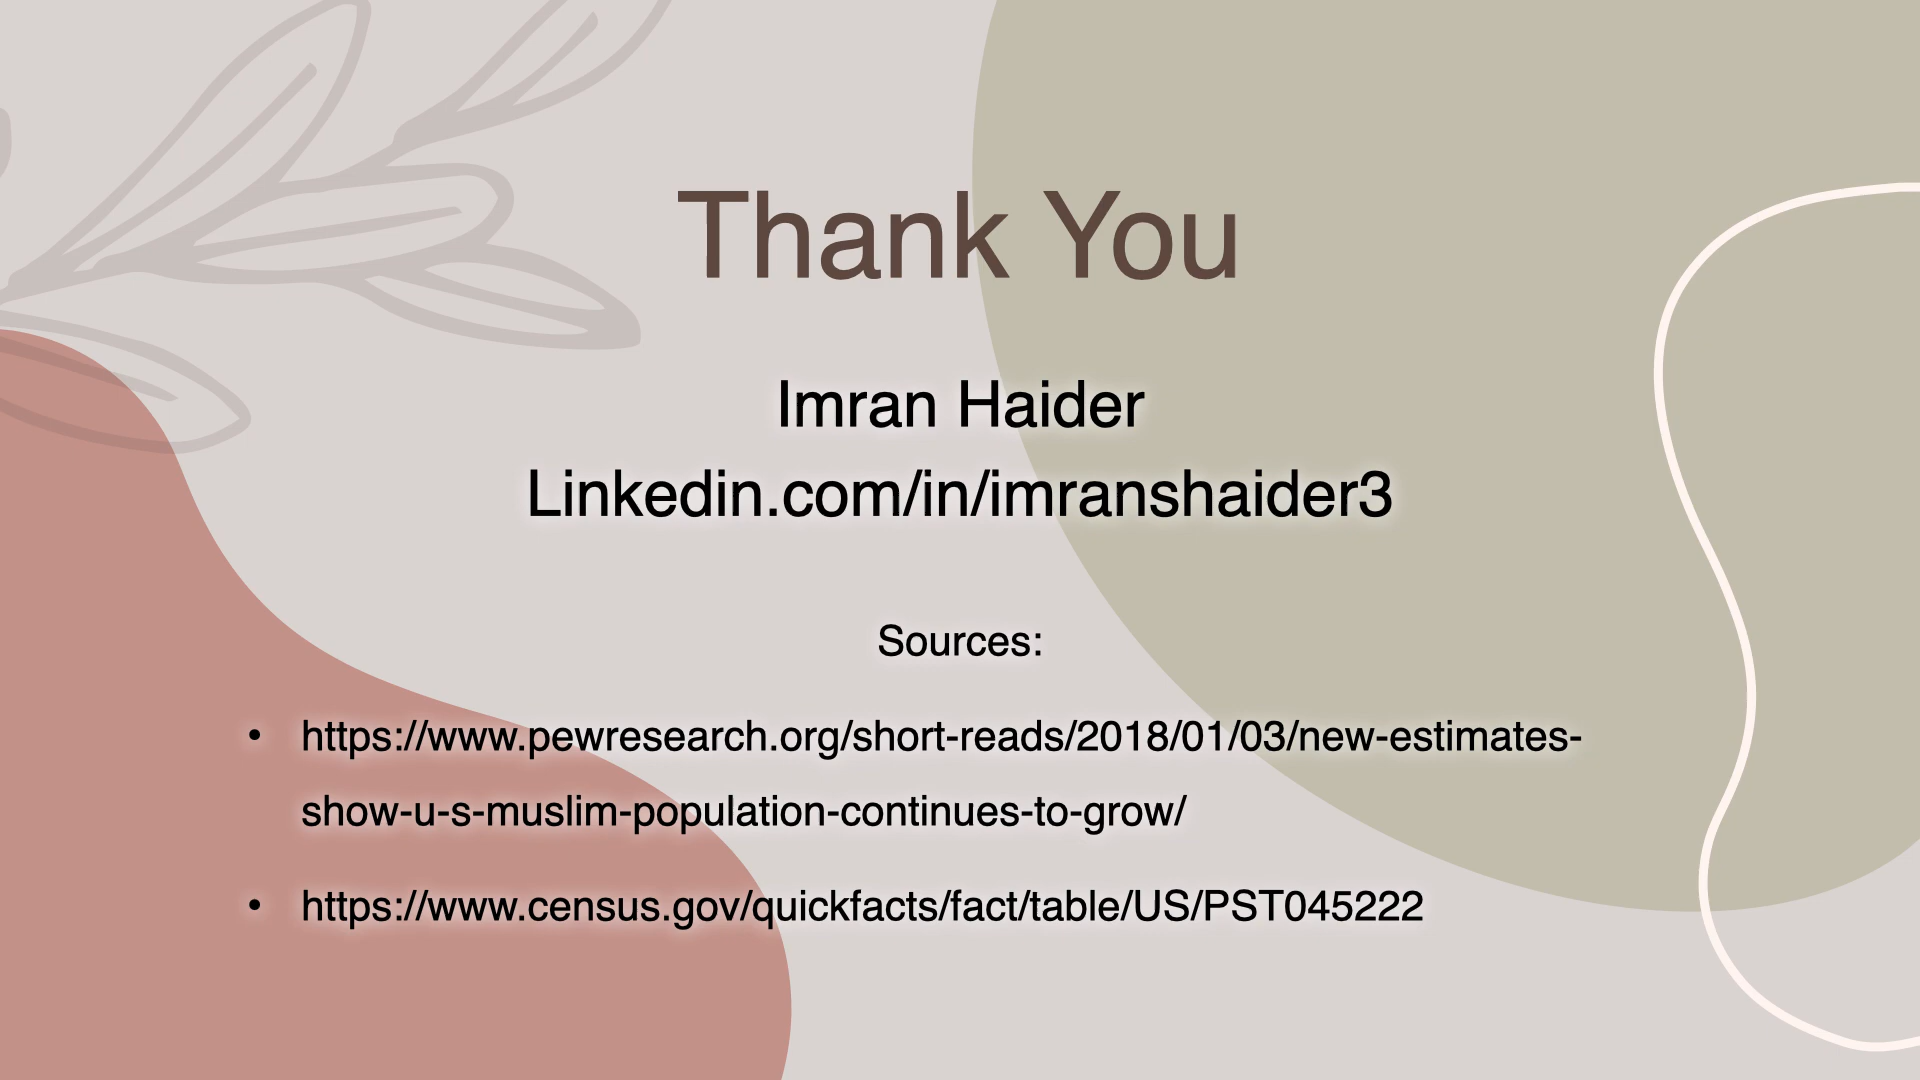 Thank You
Imran Haider
Linkedin.com/in/imranshaider3
Sources:
• https://www.pewresearch.org/short-reads/2018/01/03/new-estimates-
show-u-s-muslim-population-continues-to-grow/
• https://www.census.gov/quickfacts/fact/table/US/PST045222